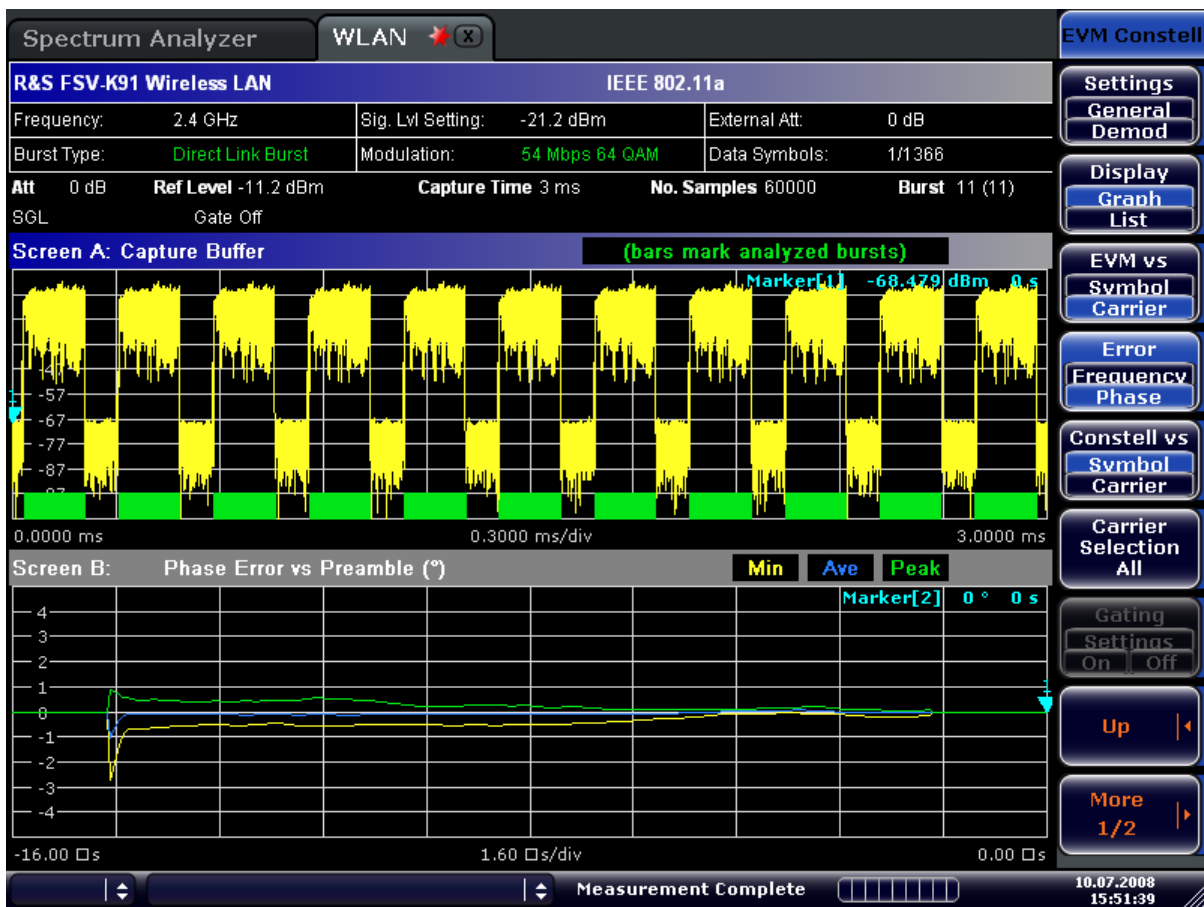 Spectrum Analyzer WLAN x
R&S FSV-K91 Wireless LAN IEEE 802.11a
Frequency: 2.4 GHz Sig. Lvl Setting: -21.2 dBm External Att: 0 dB
Burst Type: Direct Link Burst Modulation: 54 Mbps 64 QAM Data Symbols: 1/1366
Att 0 dB Ref Level -11.2 dBm Capture Time 3 ms No. Samples 60000 Burst 11 (11)
SGL Gate Off
Screen A: Capture Buffer (bars mark analyzed bursts)
Marker[1] -68.479 dBm 0 s
-47
-57
-67
-77
-87
-97
1
0.0000 ms 0.3000 ms/div 3.0000 ms
Screen B: Phase Error vs Preamble (°) Min Ave Peak
Marker[2] 0 ° 0 s
4
3
2
1
0
-1
-2
-3
-4
1
-16.00 □s 1.60 □s/div 0.00 □s
Measurement Complete
EVM Constell
Settings
General
Demod
Display
Graph
List
EVM vs
Symbol
Carrier
Error
Frequency
Phase
Constell vs
Symbol
Carrier
Carrier
Selection
All
Gating
Settings
On Off
Up
More
1/2
10.07.2008
15:51:39